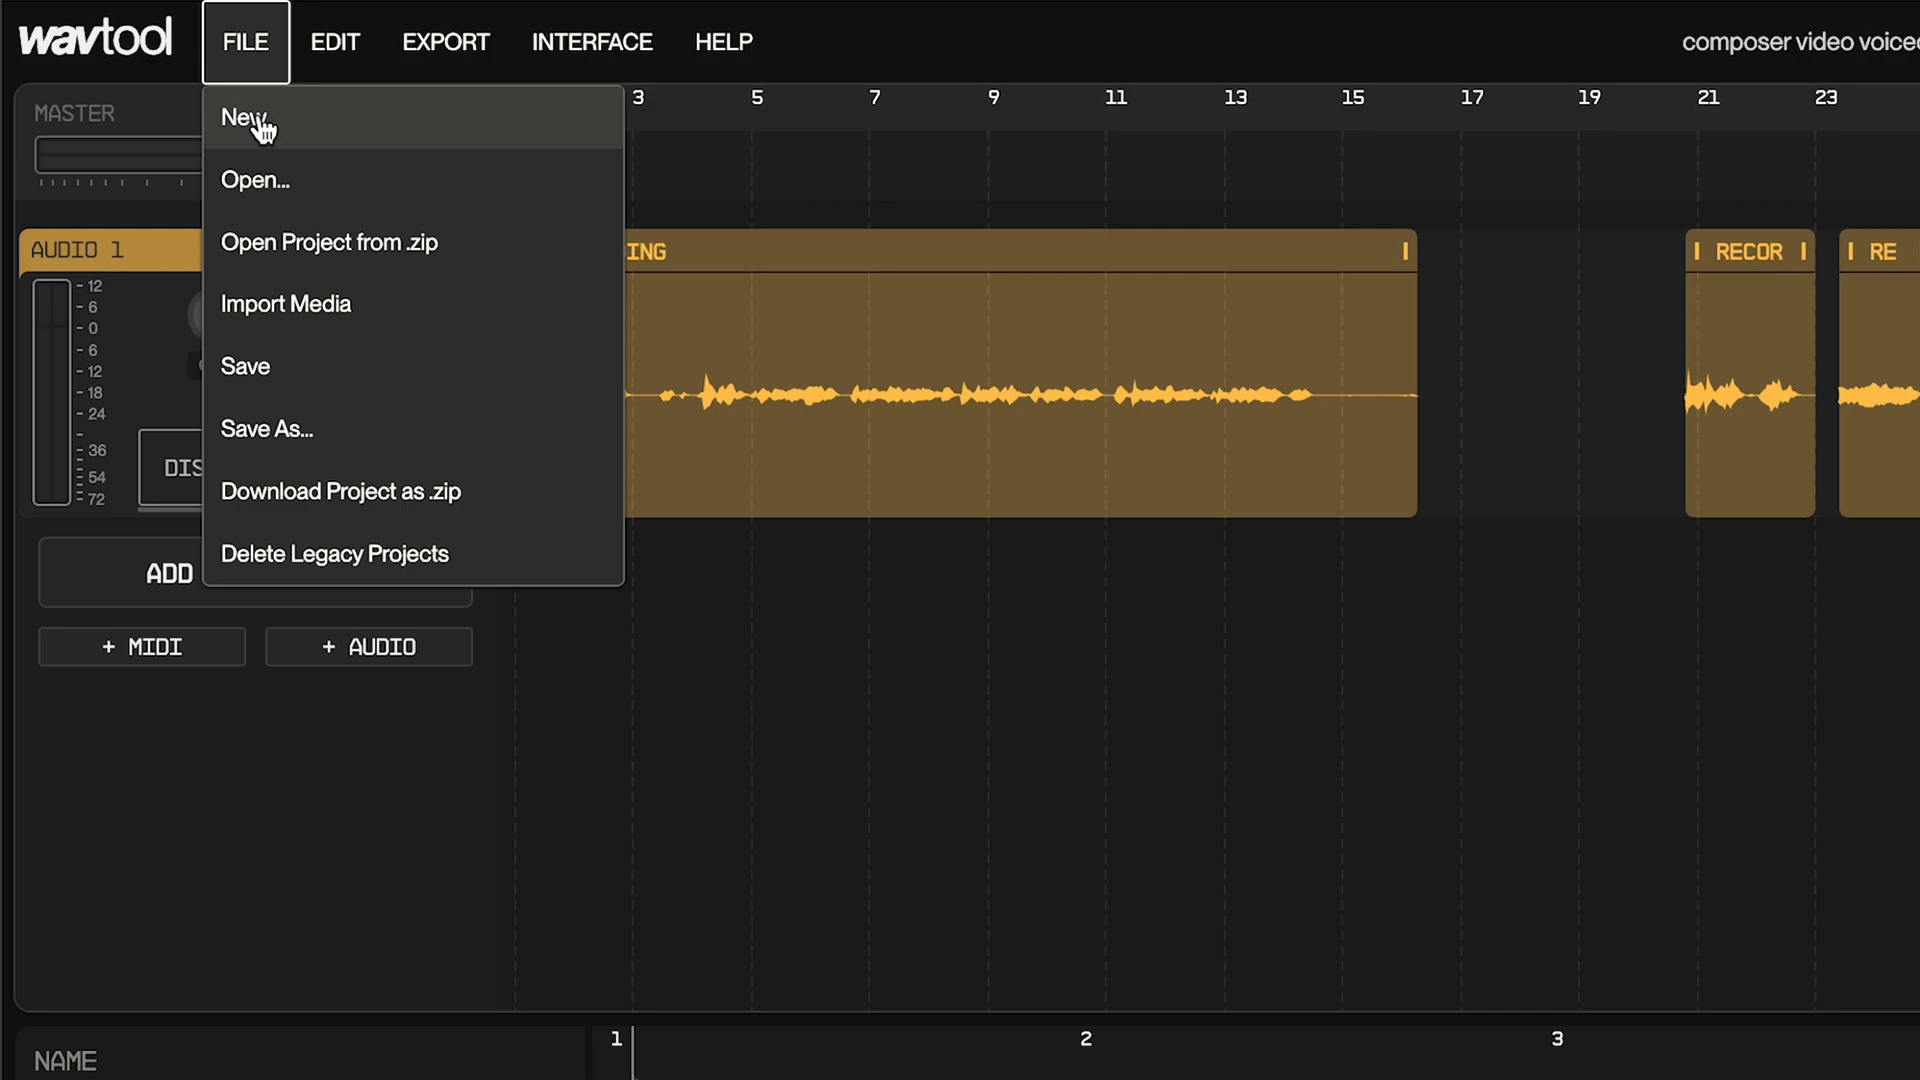 wavtool FILE EDIT EXPORT INTERFACE HELP composer video voice
MASTER
3 5 7 9 11 13 15 17 19 21 23
New
Open...
Open Project from .zip
Import Media
Save
Save As...
Download Project as .zip
Delete Legacy Projects
AUDIO 1
ING RECOR RE
12
6
0
6
12
18
24
36
54
72
DIS
ADD
+ MIDI + AUDIO
1 2 3
NAME